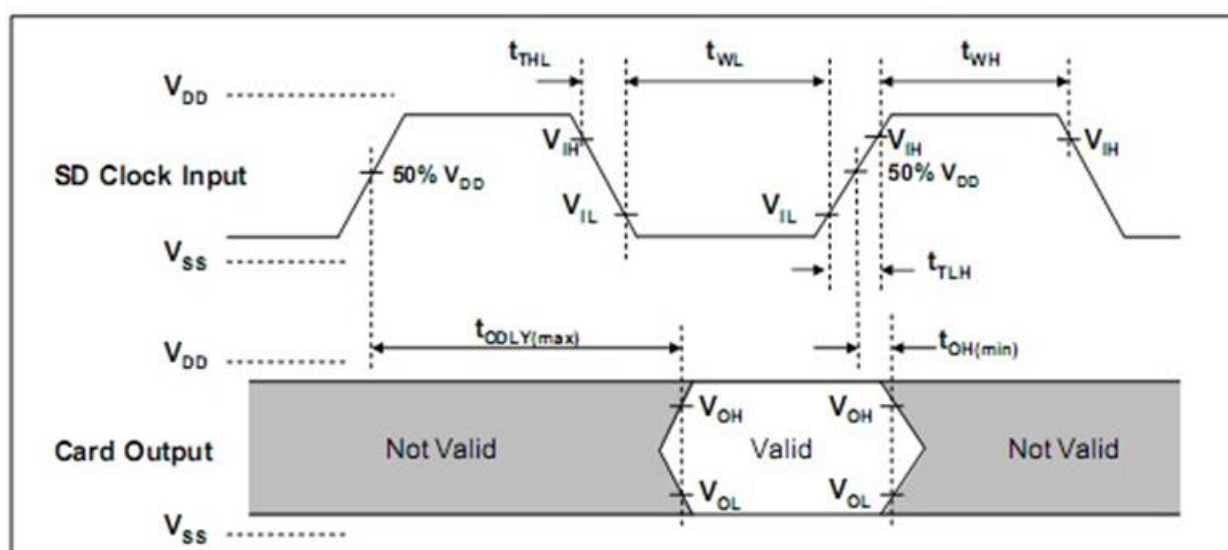 tTHL
tWL
tWH
VDD
VIH
VIH
VIH
SD Clock Input
50% VDD
50% VDD
VIL
VIL
VSS
tTLH
tODLY(max)
tOH(min)
VDD
VOH
VOH
Card Output
Not Valid
Valid
Not Valid
VOL
VOL
VSS